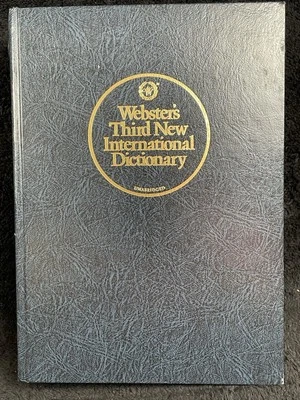 Webster's
Third New
International
Dictionary
UNABRIDGED